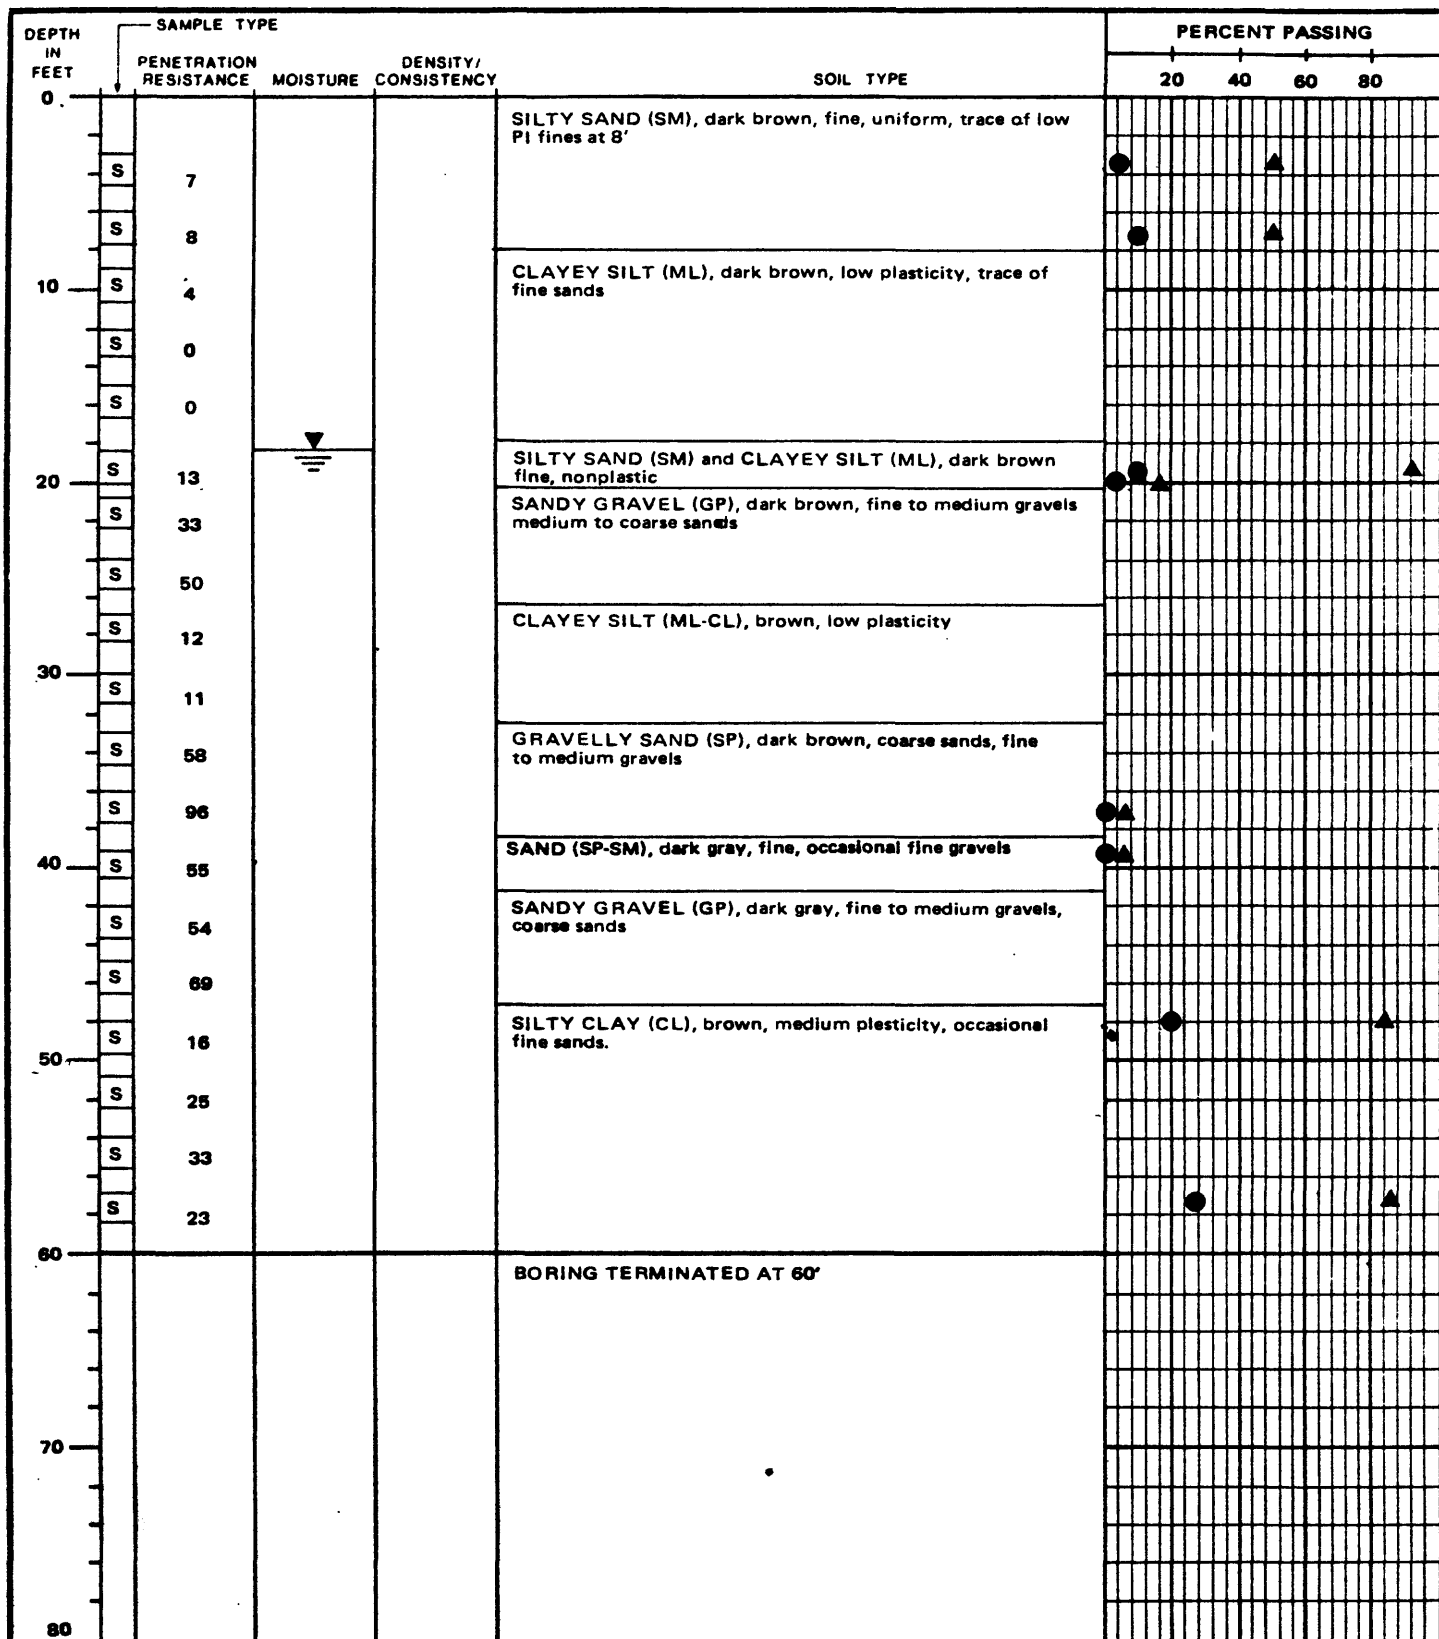 DEPTH IN FEET
SAMPLE TYPE
PENETRATION RESISTANCE
MOISTURE
DENSITY/ CONSISTENCY
SOIL TYPE
PERCENT PASSING
20 40 60 80
0
SILTY SAND (SM), dark brown, fine, uniform, trace of low
PI fines at 8'
S 7
S 8
CLAYEY SILT (ML), dark brown, low plasticity, trace of
fine sands
10 S 4
S 0
S 0
SILTY SAND (SM) and CLAYEY SILT (ML), dark brown
fine, nonplastic
20 S 13
SANDY GRAVEL (GP), dark brown, fine to medium gravels
medium to coarse sands
S 33
S 50
CLAYEY SILT (ML-CL), brown, low plasticity
S 12
30 S 11
GRAVELLY SAND (SP), dark brown, coarse sands, fine
to medium gravels
S 58
S 96
SAND (SP-SM), dark gray, fine, occasional fine gravels
40 S 55
SANDY GRAVEL (GP), dark gray, fine to medium gravels,
coarse sands
S 54
S 69
SILTY CLAY (CL), brown, medium plesticity, occasional
fine sands.
S 16
50
S 25
S 33
S 23
60
BORING TERMINATED AT 60'
70
80